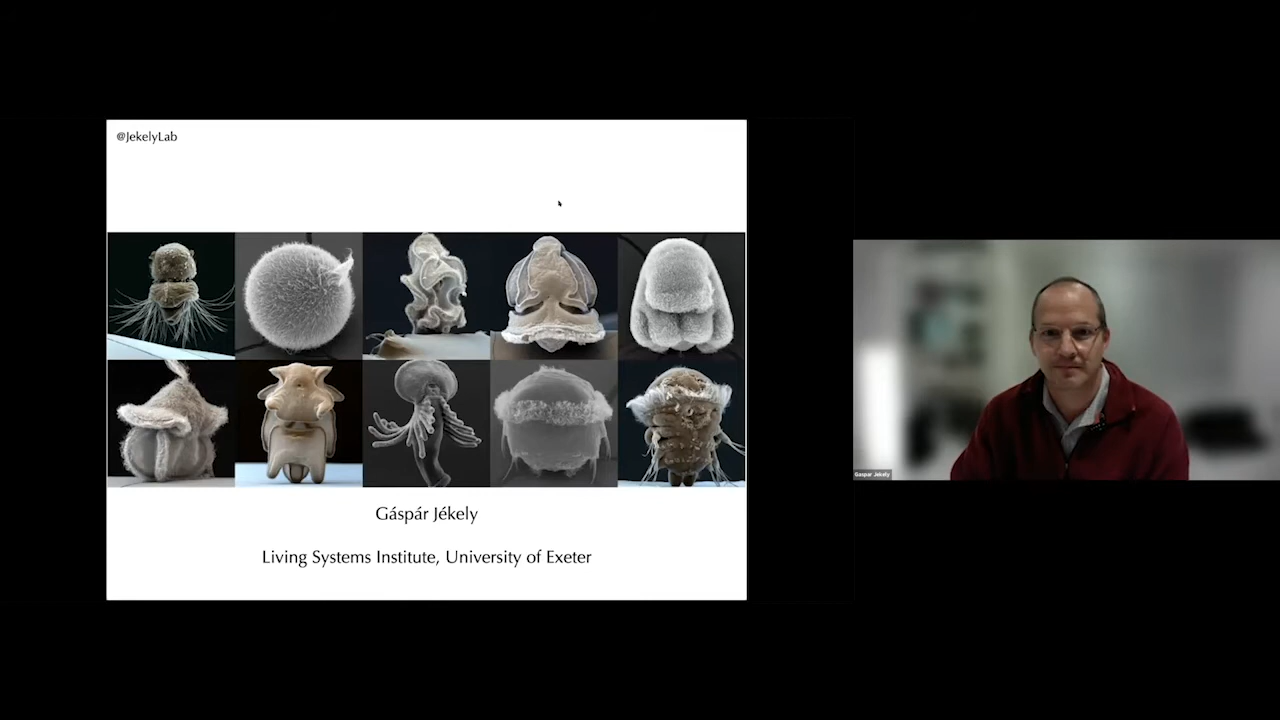 @JekelyLab
Gáspár Jékely
Living Systems Institute, University of Exeter
Gaspar Jekely